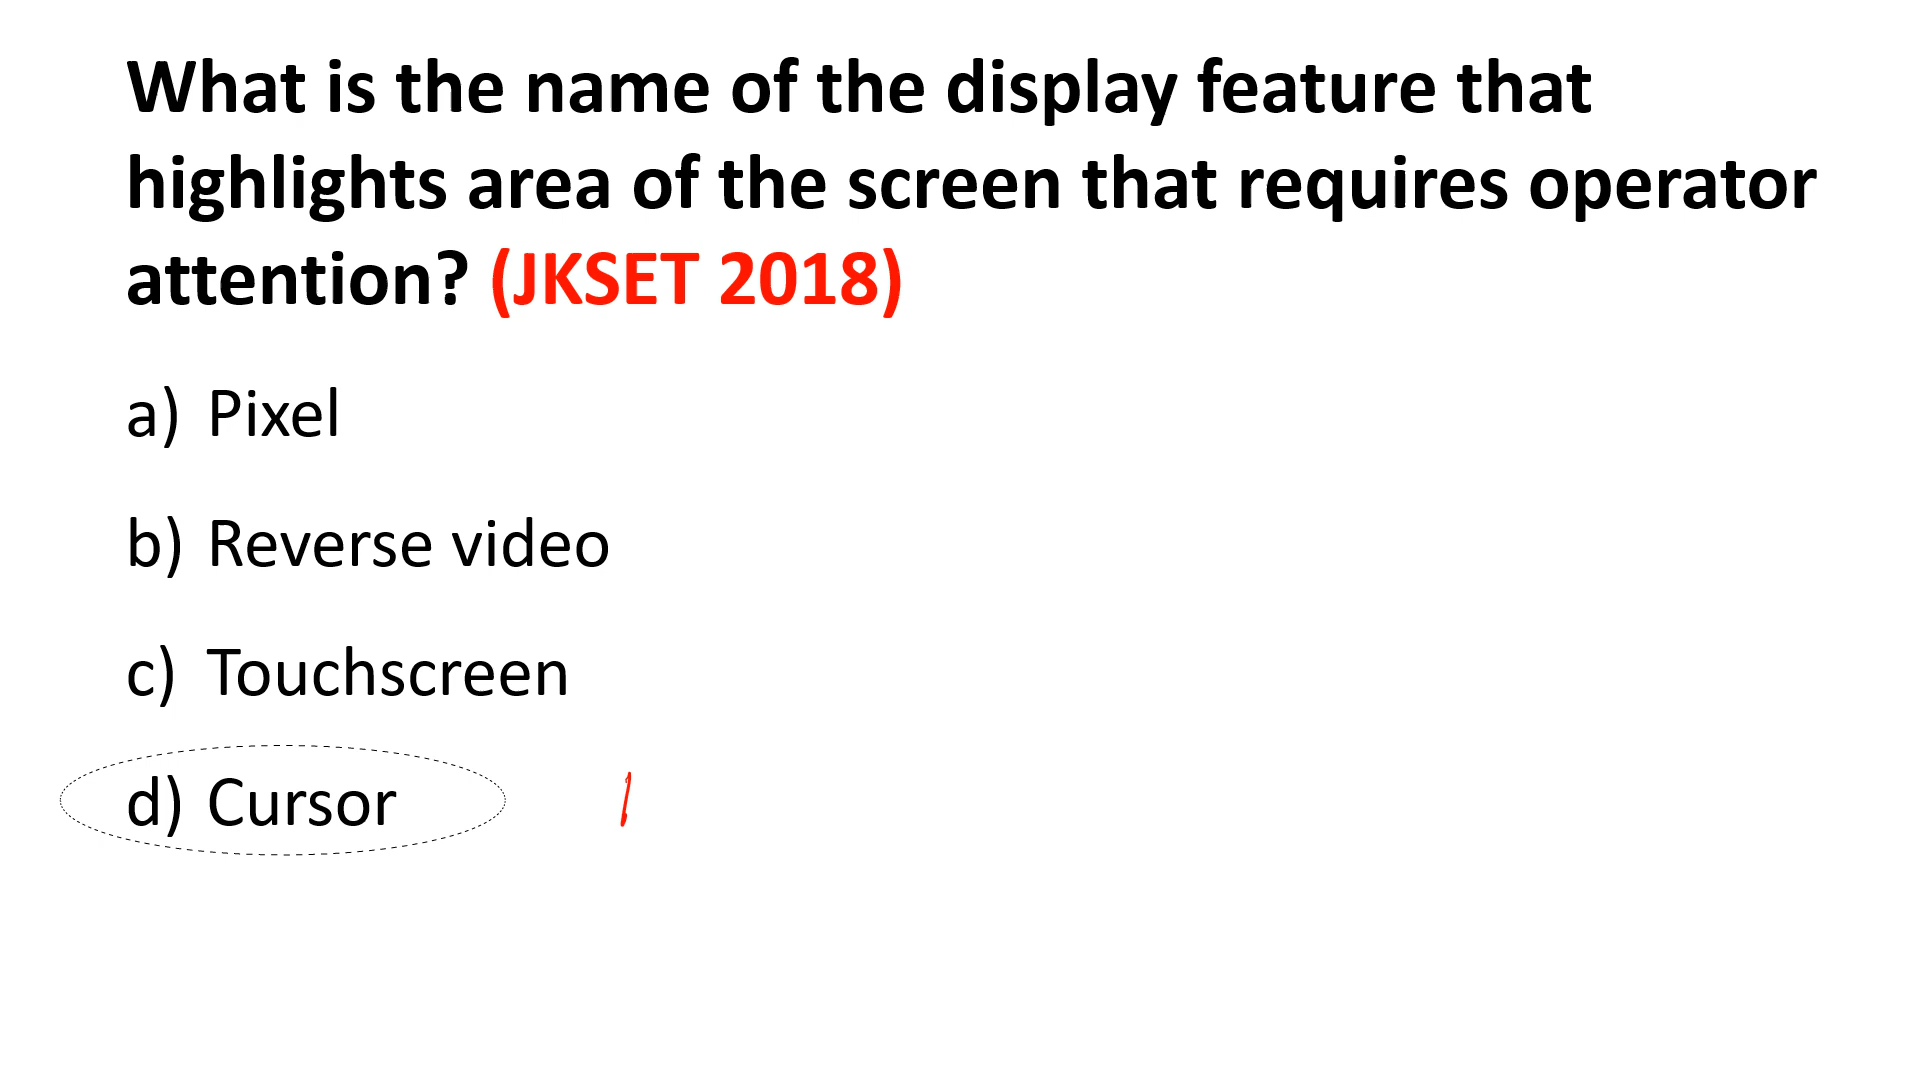 What is the name of the display feature that
highlights area of the screen that requires operator
attention? (JKSET 2018)
a) Pixel
b) Reverse video
c) Touchscreen
d) Cursor